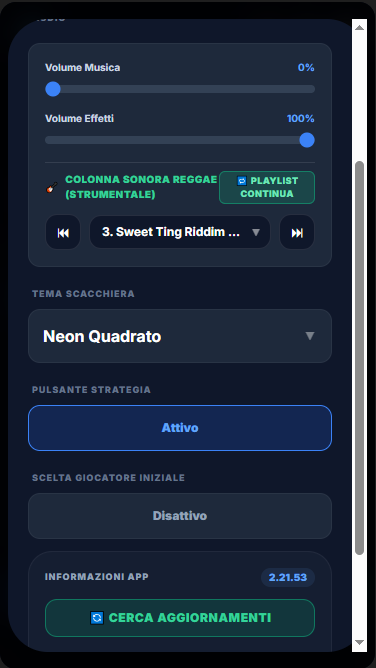 Volume Musica 0%
Volume Effetti 100%
COLONNA SONORA REGGAE
(STRUMENTALE)
PLAYLIST
CONTINUA
3. Sweet Ting Riddim ...
TEMA SCACCHIERA
Neon Quadrato
PULSANTE STRATEGIA
Attivo
SCELTA GIOCATORE INIZIALE
Disattivo
INFORMAZIONI APP 2.21.53
CERCA AGGIORNAMENTI